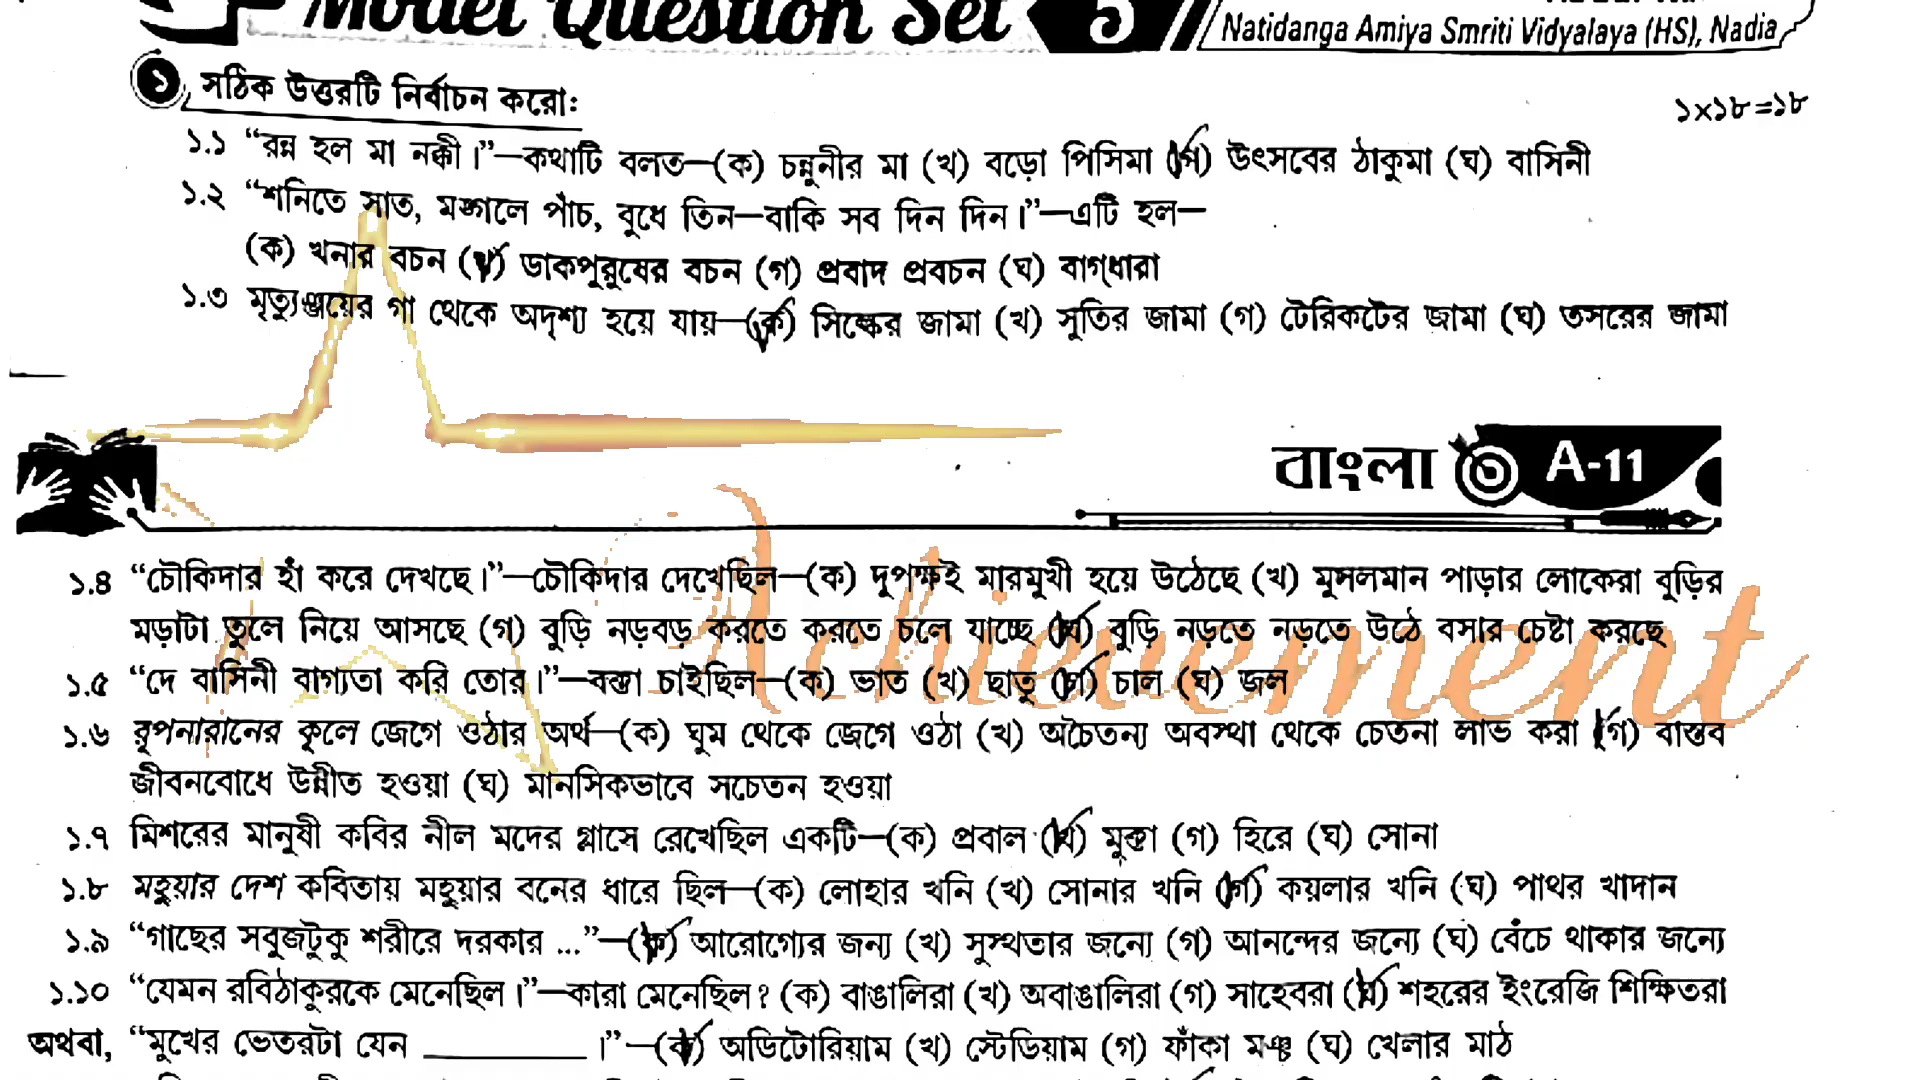 Model Question Set 5
Natidanga Amiya Smriti Vidyalaya (HS), Nadia
১ সঠিক উত্তরটি নির্বাচন করো: ১×১৮=১৮
১.১ “রন্ন হল মা নক্কী।”—কথাটি বলত—(ক) চন্নুনীর মা (খ) বড়ো পিসিমা (গ) উৎসবের ঠাকুমা (ঘ) বাসিনী
১.২ “শনিতে সাত, মঙ্গলে পাঁচ, বুধে তিন—বাকি সব দিন দিন।”—এটি হল—
(ক) খনার বচন (খ) ডাকপুরুষের বচন (গ) প্রবাদ প্রবচন (ঘ) বাগ্‌ধারা
১.৩ মৃত্যুঞ্জয়ের গা থেকে অদৃশ্য হয়ে যায়—(ক) সিল্কের জামা (খ) সুতির জামা (গ) টেরিকটের জামা (ঘ) তসরের জামা
বাংলা A-11
১.৪ “চৌকিদার হাঁ করে দেখছে।”—চৌকিদার দেখেছিল—(ক) দুপক্ষই মারমুখী হয়ে উঠেছে (খ) মুসলমান পাড়ার লোকেরা বুড়ির
মড়াটা তুলে নিয়ে আসছে (গ) বুড়ি নড়বড় করতে করতে চলে যাচ্ছে (ঘ) বুড়ি নড়তে নড়তে উঠে বসার চেষ্টা করছে
১.৫ “দে বাসিনী বাগ্যতা করি তোর।”—বক্তা চাইছিল—(ক) ভাত (খ) ছাতু (গ) চাল (ঘ) জল
১.৬ রূপনারানের কূলে জেগে ওঠার অর্থ—(ক) ঘুম থেকে জেগে ওঠা (খ) অচৈতন্য অবস্থা থেকে চেতনা লাভ করা (গ) বাস্তব
জীবনবোধে উন্নীত হওয়া (ঘ) মানসিকভাবে সচেতন হওয়া
১.৭ মিশরের মানুষী কবির নীল মদের গ্লাসে রেখেছিল একটি—(ক) প্রবাল (খ) মুক্তা (গ) হিরে (ঘ) সোনা
১.৮ মহুয়ার দেশ কবিতায় মহুয়ার বনের ধারে ছিল—(ক) লোহার খনি (খ) সোনার খনি (গ) কয়লার খনি (ঘ) পাথর খাদান
১.৯ “গাছের সবুজটুকু শরীরে দরকার ...”—(ক) আরোগ্যের জন্য (খ) সুস্থতার জন্যে (গ) আনন্দের জন্যে (ঘ) বেঁচে থাকার জন্যে
১.১০ “যেমন রবিঠাকুরকে মেনেছিল।”—কারা মেনেছিল? (ক) বাঙালিরা (খ) অবাঙালিরা (গ) সাহেবরা (ঘ) শহরের ইংরেজি শিক্ষিতরা
অথবা, “মুখের ভেতরটা যেন __________ ।”—(ক) অডিটোরিয়াম (খ) স্টেডিয়াম (গ) ফাঁকা মঞ্চ (ঘ) খেলার মাঠ
Achievement